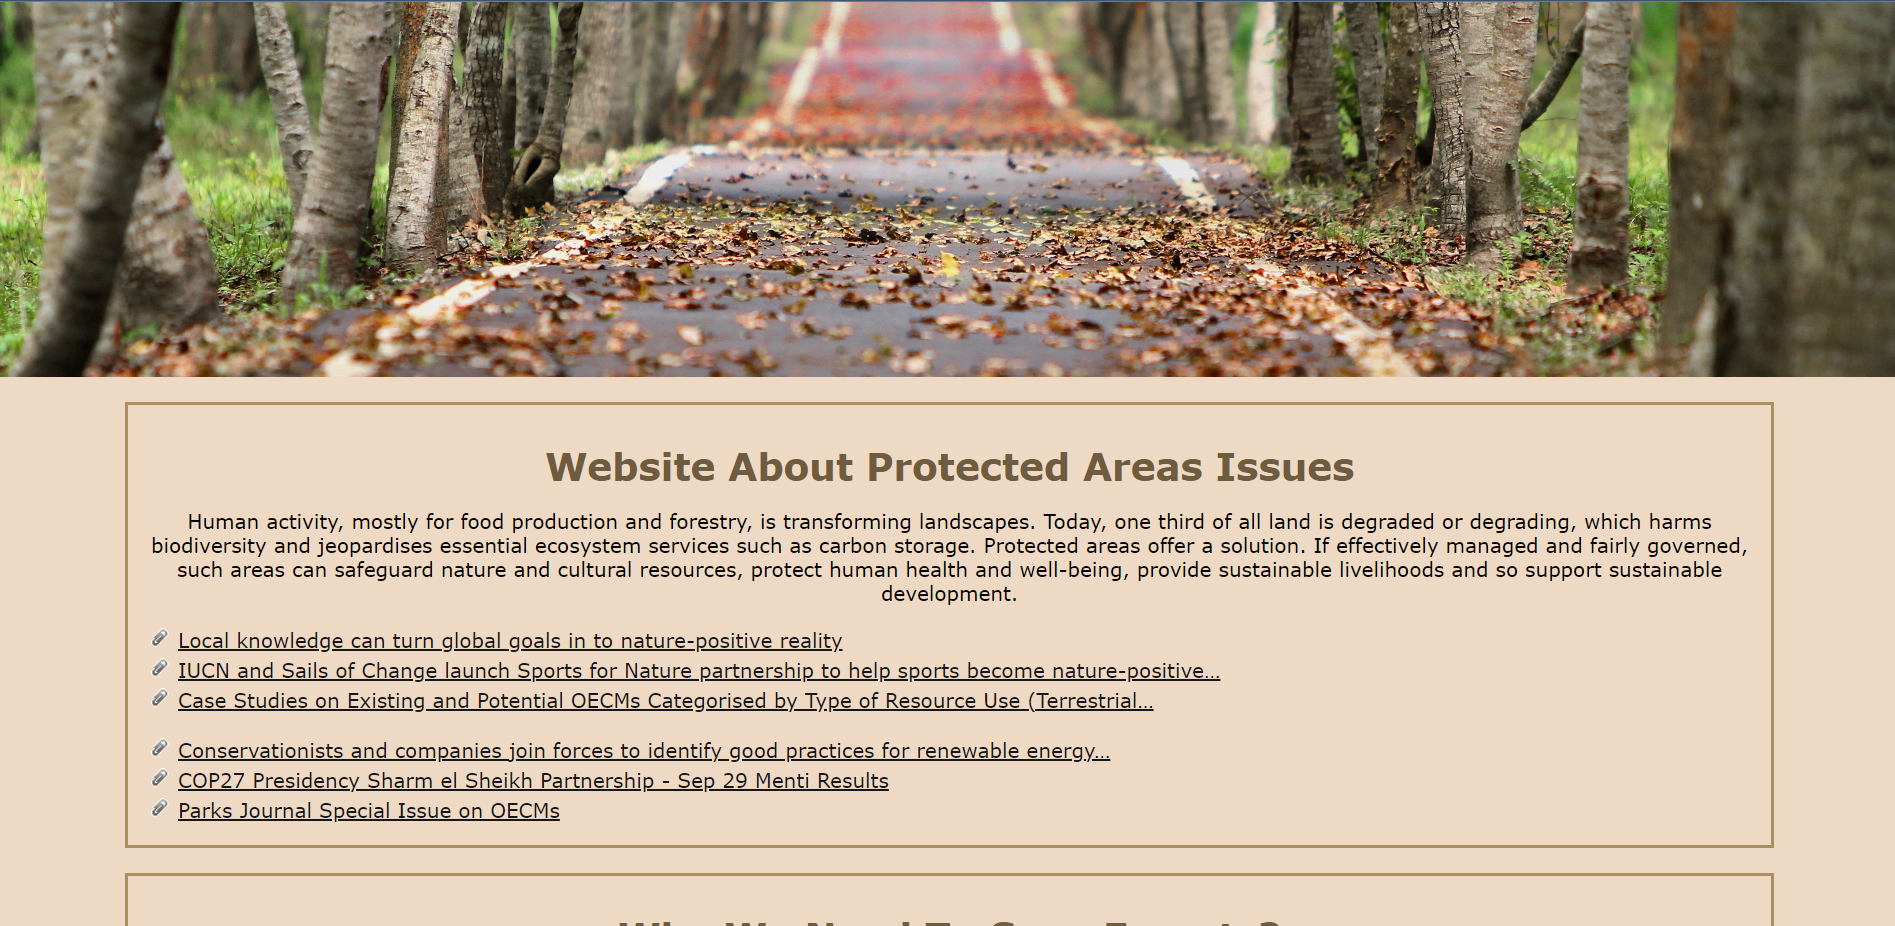 Website About Protected Areas Issues
Human activity, mostly for food production and forestry, is transforming landscapes. Today, one third of all land is degraded or degrading, which harms
biodiversity and jeopardises essential ecosystem services such as carbon storage. Protected areas offer a solution. If effectively managed and fairly governed,
such areas can safeguard nature and cultural resources, protect human health and well-being, provide sustainable livelihoods and so support sustainable
development.
Local knowledge can turn global goals in to nature-positive reality
IUCN and Sails of Change launch Sports for Nature partnership to help sports become nature-positive...
Case Studies on Existing and Potential OECMs Categorised by Type of Resource Use (Terrestrial...
Conservationists and companies join forces to identify good practices for renewable energy...
COP27 Presidency Sharm el Sheikh Partnership - Sep 29 Menti Results
Parks Journal Special Issue on OECMs